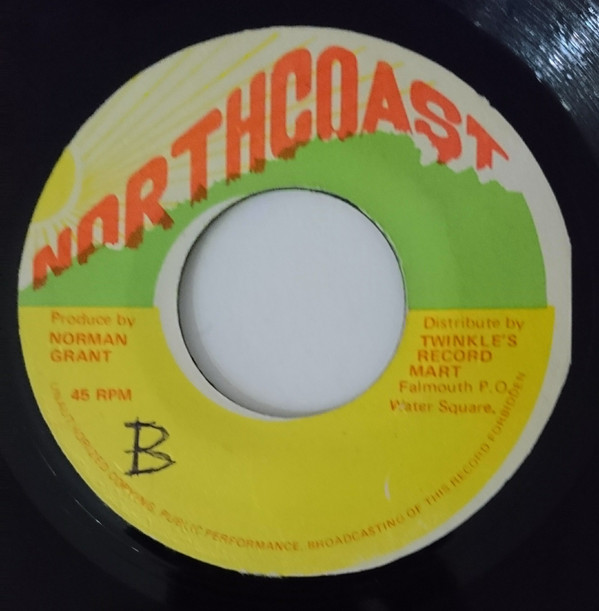 NORTHCOAST
Produce by
NORMAN
GRANT
45 RPM
B
Distribute by
TWINKLE'S
RECORD
MART
Falmouth P.O.
Water Square,
UNAUTHORIZED COPYING, PUBLIC PERFORMANCE, BROADCASTING OF THIS RECORD FORBIDDEN